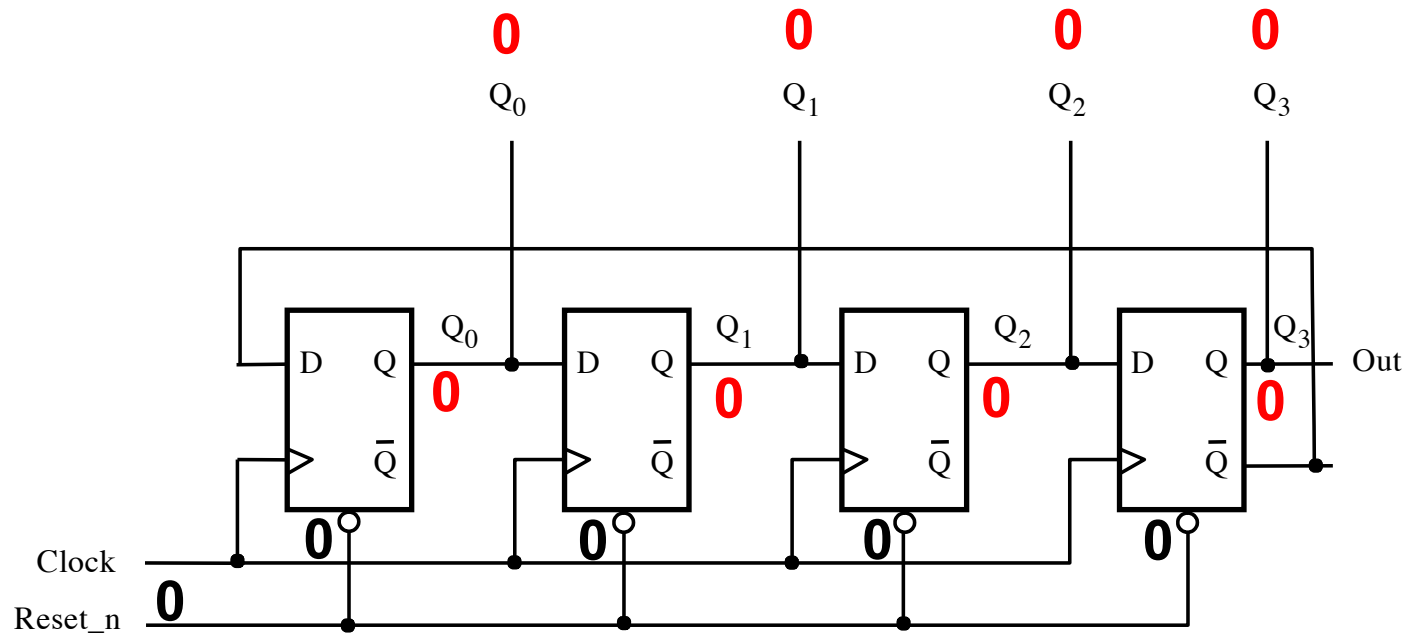 0 0 0 0
Q0 Q1 Q2 Q3
Q0 Q1 Q2 Q3
D Q D Q D Q D Q Out
0 0 0 0
Q̅ Q̅ Q̅ Q̅
0 0 0 0
Clock
0
Reset_n